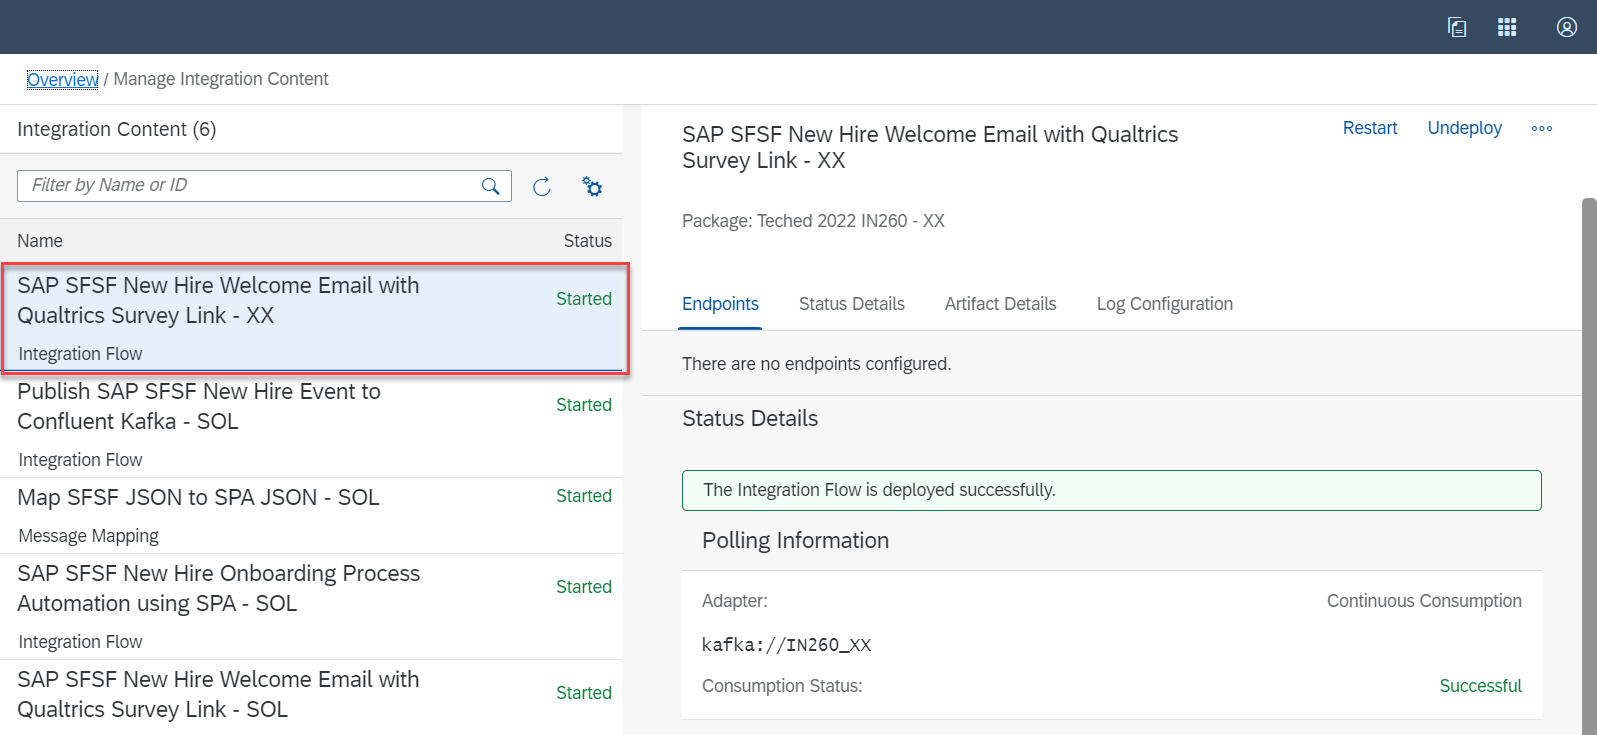 Overview / Manage Integration Content
Integration Content (6)
Filter by Name or ID
Name Status
SAP SFSF New Hire Welcome Email with
Qualtrics Survey Link - XX
Started
Integration Flow
Publish SAP SFSF New Hire Event to
Confluent Kafka - SOL
Started
Integration Flow
Map SFSF JSON to SPA JSON - SOL
Started
Message Mapping
SAP SFSF New Hire Onboarding Process
Automation using SPA - SOL
Started
Integration Flow
SAP SFSF New Hire Welcome Email with
Qualtrics Survey Link - SOL
Started
SAP SFSF New Hire Welcome Email with Qualtrics
Survey Link - XX
Restart Undeploy
Package: Teched 2022 IN260 - XX
Endpoints Status Details Artifact Details Log Configuration
There are no endpoints configured.
Status Details
The Integration Flow is deployed successfully.
Polling Information
Adapter: Continuous Consumption
kafka://IN260_XX
Consumption Status: Successful